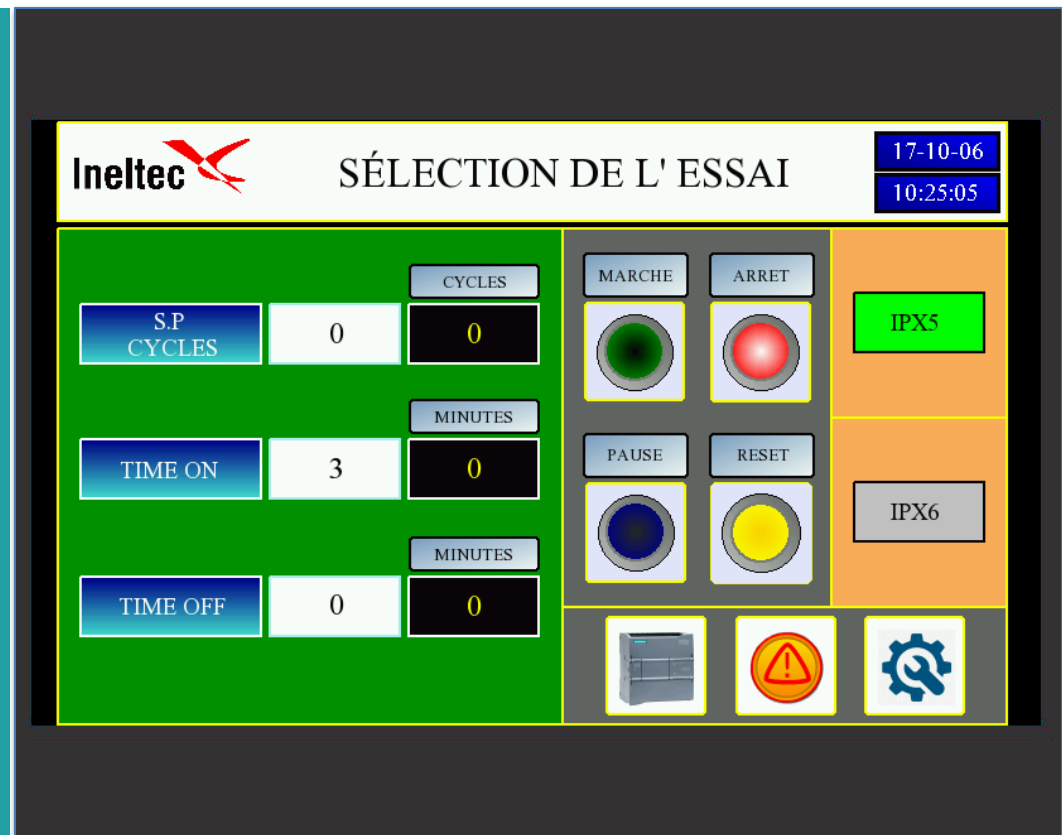 Ineltec
SÉLECTION DE L' ESSAI
17-10-06
10:25:05
CYCLES
S.P
CYCLES
0
0
MINUTES
TIME ON
3
0
MINUTES
TIME OFF
0
0
MARCHE
ARRET
PAUSE
RESET
IPX5
IPX6